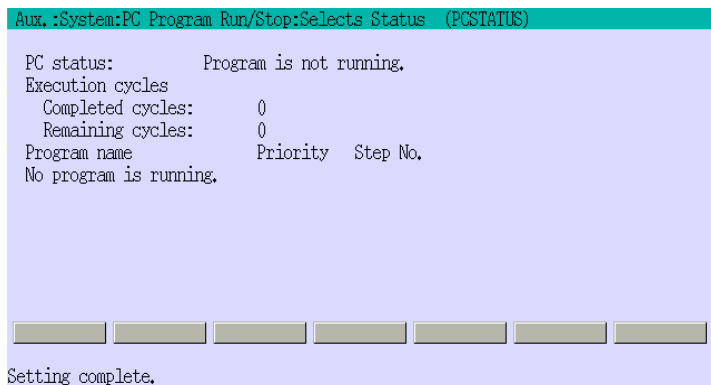 Aux.:System:PC Program Run/Stop:Selects Status (PCSTATUS)
PC status: Program is not running.
Execution cycles
Completed cycles: 0
Remaining cycles: 0
Program name Priority Step No.
No program is running.
Setting complete.